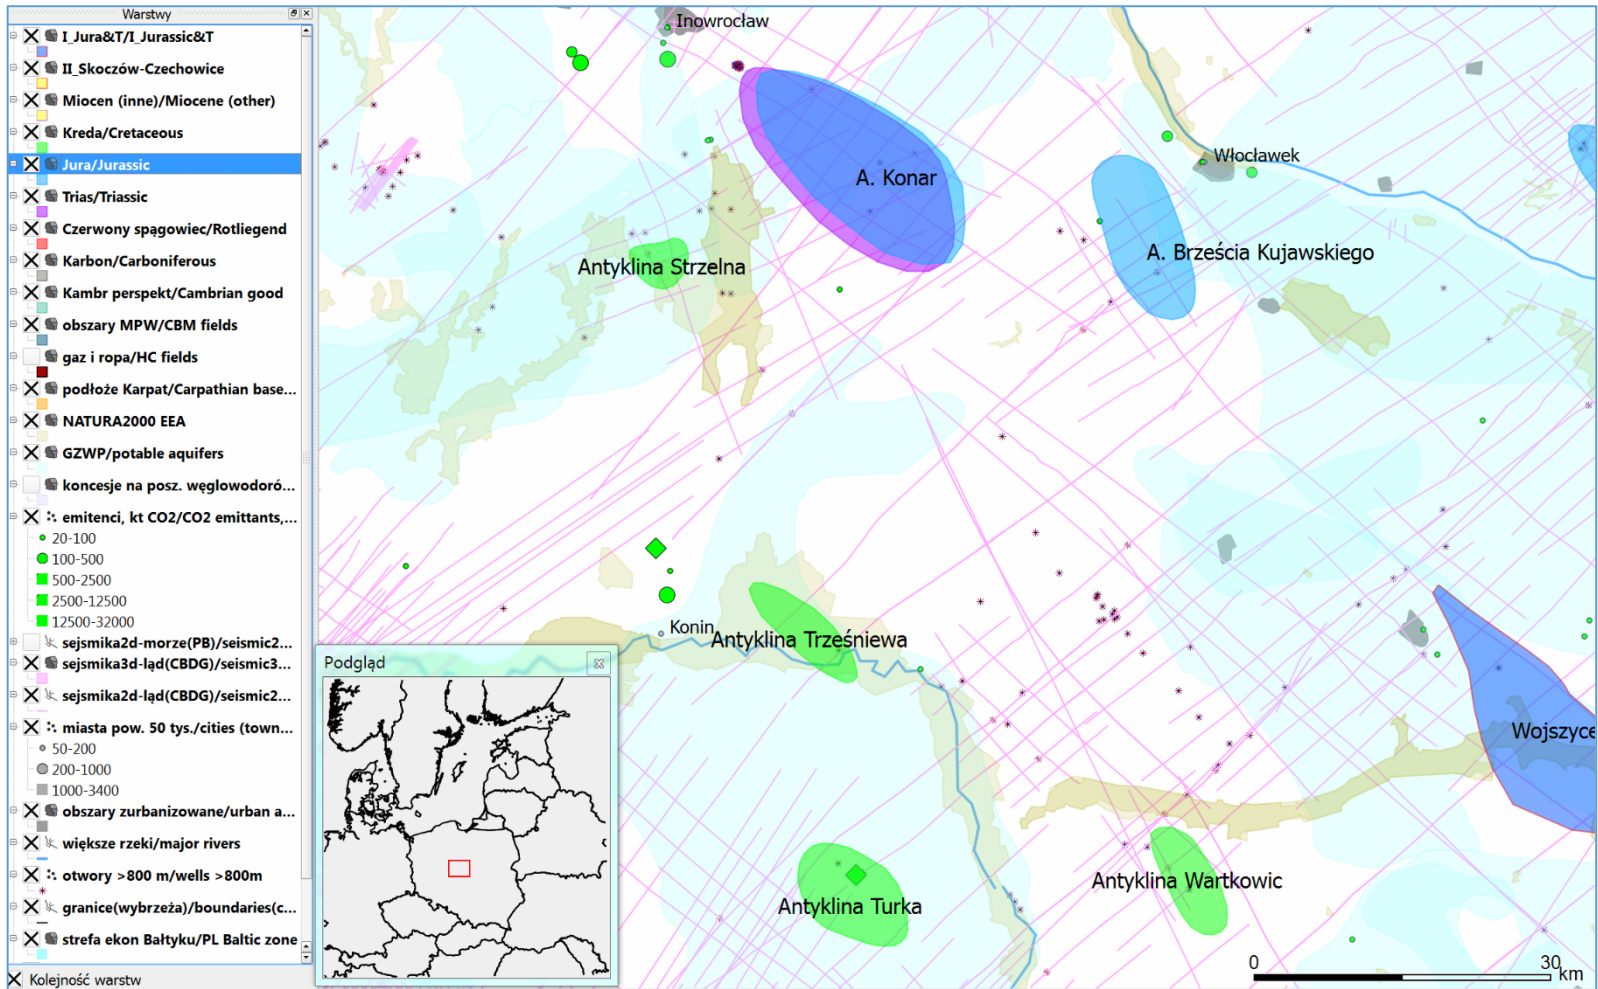 Warstwy
I_Jura&T/I_Jurassic&T
II_Skoczów-Czechowice
Miocen (inne)/Miocene (other)
Kreda/Cretaceous
Jura/Jurassic
Trias/Triassic
Czerwony spągowiec/Rotliegend
Karbon/Carboniferous
Kambr perspekt/Cambrian good
obszary MPW/CBM fields
gaz i ropa/HC fields
podłoże Karpat/Carpathian base...
NATURA2000 EEA
GZWP/potable aquifers
koncesje na posz. węglowodoró...
emitenci, kt CO2/CO2 emittants,...
20-100
100-500
500-2500
2500-12500
12500-32000
sejsmika2d-morze(PB)/seismic2...
sejsmika3d-ląd(CBDG)/seismic3...
sejsmika2d-ląd(CBDG)/seismic2...
miasta pow. 50 tys./cities (town...
50-200
200-1000
1000-3400
obszary zurbanizowane/urban a...
większe rzeki/major rivers
otwory >800 m/wells >800m
granice(wybrzeża)/boundaries(c...
strefa ekon Bałtyku/PL Baltic zone
Kolejność warstw
Inowrocław
Włocławek
A. Konar
A. Brześcia Kujawskiego
Antyklina Strzelna
Konin
Antyklina Trześniewa
Podgląd
Wojszyce
Antyklina Wartkowic
Antyklina Turka
0 30 km